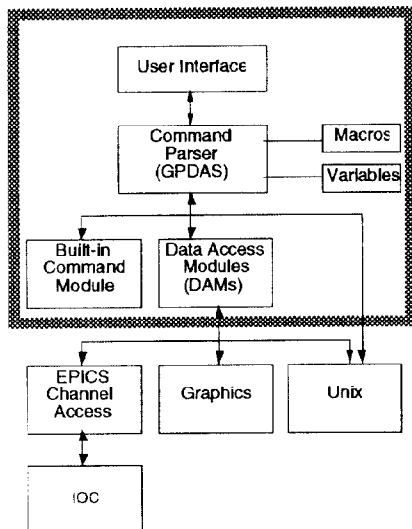 User Interface
Command
Parser
(GPDAS)
Macros
Variables
Built-in
Command
Module
Data Access
Modules
(DAMs)
EPICS
Channel
Access
Graphics
Unix
IOC